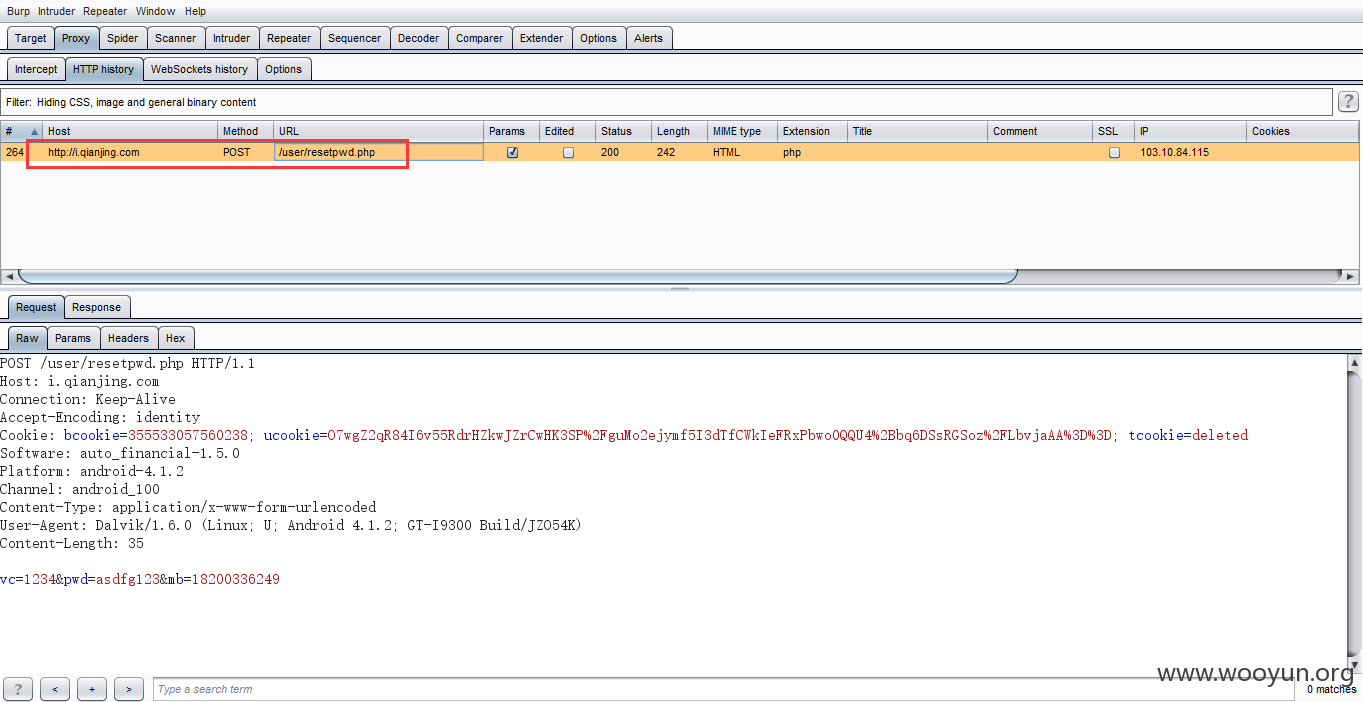 Burp Intruder Repeater Window Help
Target Proxy Spider Scanner Intruder Repeater Sequencer Decoder Comparer Extender Options Alerts
Intercept HTTP history WebSockets history Options
Filter: Hiding CSS, image and general binary content
?
# Host Method URL Params Edited Status Length MIME type Extension Title Comment SSL IP Cookies
264 http://i.qianjing.com POST /user/resetpwd.php 200 242 HTML php 103.10.84.115
Request Response
Raw Params Headers Hex
POST /user/resetpwd.php HTTP/1.1
Host: i.qianjing.com
Connection: Keep-Alive
Accept-Encoding: identity
Cookie: bcookie=355533057560238; ucookie=O7wgZ2qR84I6v55RdrHZkwJZrCwHK3SP%2FguMo2ejymf5I3dTfCWkIeFRxPbwo0QQU4%2Bbq6DSsRGSoz%2FLbvjaAA%3D%3D; tcookie=deleted
Software: auto_financial-1.5.0
Platform: android-4.1.2
Channel: android_100
Content-Type: application/x-www-form-urlencoded
User-Agent: Dalvik/1.6.0 (Linux; U; Android 4.1.2; GT-I9300 Build/JZO54K)
Content-Length: 35
vc=1234&pwd=asdfg123&mb=18200336249
www.wooyun.org
? < + > Type a search term 0 matches